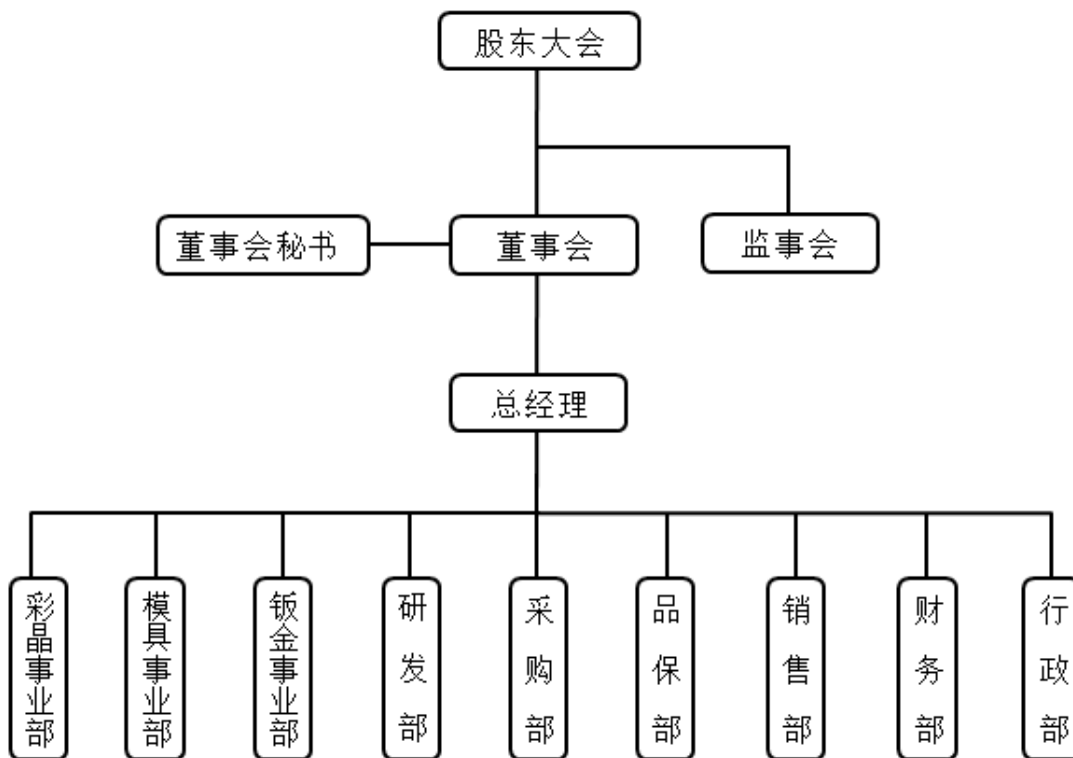 股东大会
董事会秘书
董事会
监事会
总经理
彩晶事业部
模具事业部
钣金事业部
研发部
采购部
品保部
销售部
财务部
行政部